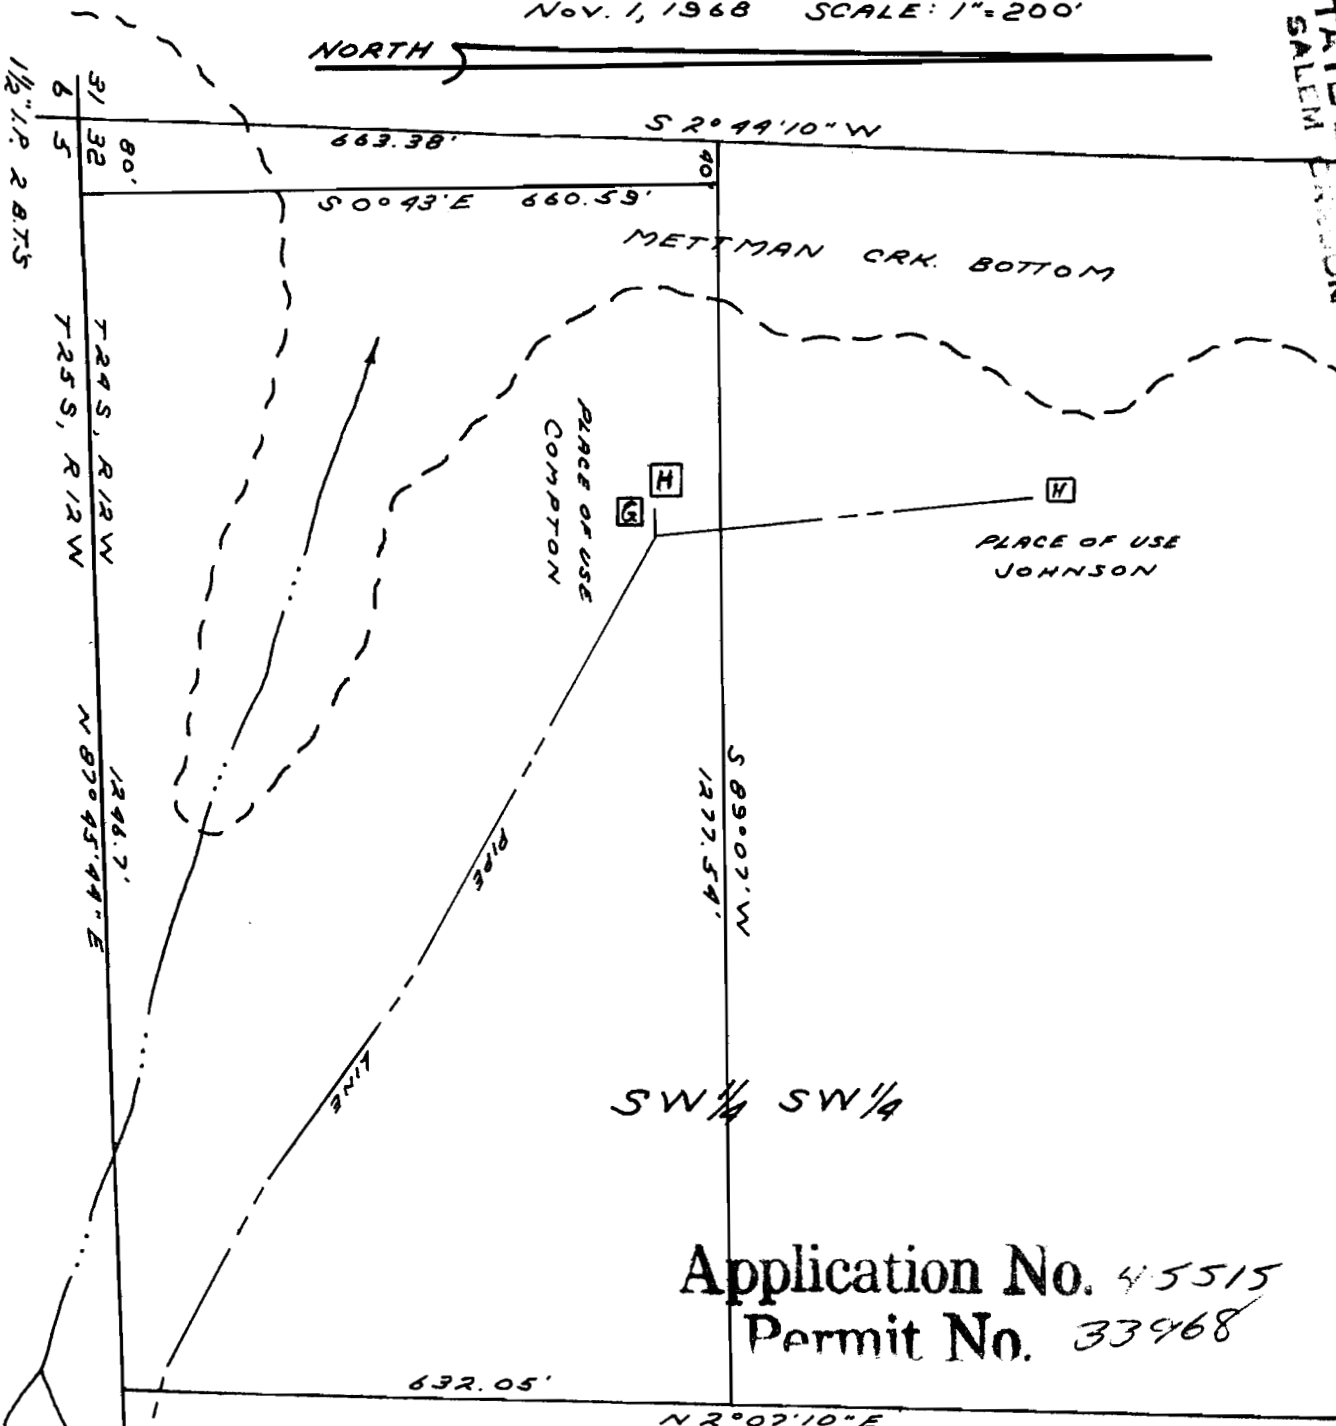 Nov. 1, 1968 SCALE: 1"=200'
NORTH
SALEM
31 32
6 5
1½" I.P. 2 B.T.S
S 2° 44' 10" W
663.38'
80'
40'
S 0° 43' E 660.59'
METTMAN CRK. BOTTOM
T 24 S, R 12 W
T 25 S, R 12 W
PLACE OF USE
COMPTON
H
G
H
PLACE OF USE
JOHNSON
1246.7'
N 87° 45' 44" E
S 89° 07' W
1277.54'
PIPE
LINE
SW¼ SW¼
Application No. 45515
Permit No. 33968
632.05'
N 2° 07' 10" E